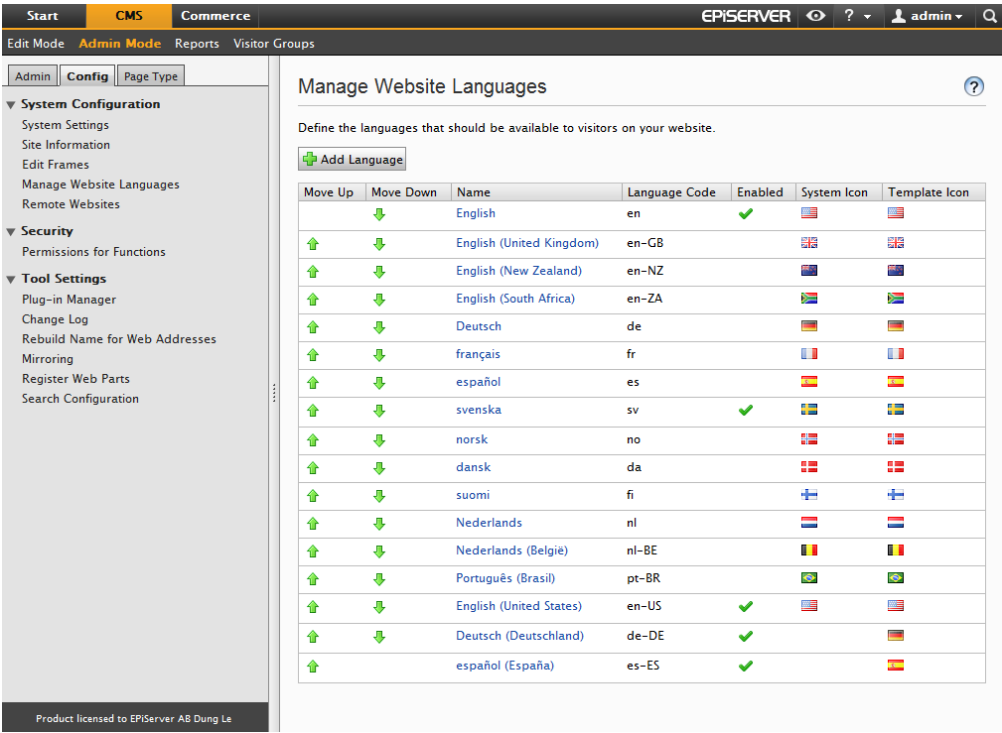 Start CMS Commerce EPiSERVER ? admin
Edit Mode Admin Mode Reports Visitor Groups
Admin Config Page Type
System Configuration
System Settings
Site Information
Edit Frames
Manage Website Languages
Remote Websites
Security
Permissions for Functions
Tool Settings
Plug-in Manager
Change Log
Rebuild Name for Web Addresses
Mirroring
Register Web Parts
Search Configuration
Product licensed to EPiServer AB Dung Le
Manage Website Languages ?
Define the languages that should be available to visitors on your website.
Add Language
Move Up Move Down Name Language Code Enabled System Icon Template Icon
English en
English (United Kingdom) en-GB
English (New Zealand) en-NZ
English (South Africa) en-ZA
Deutsch de
français fr
español es
svenska sv
norsk no
dansk da
suomi fi
Nederlands nl
Nederlands (België) nl-BE
Português (Brasil) pt-BR
English (United States) en-US
Deutsch (Deutschland) de-DE
español (España) es-ES